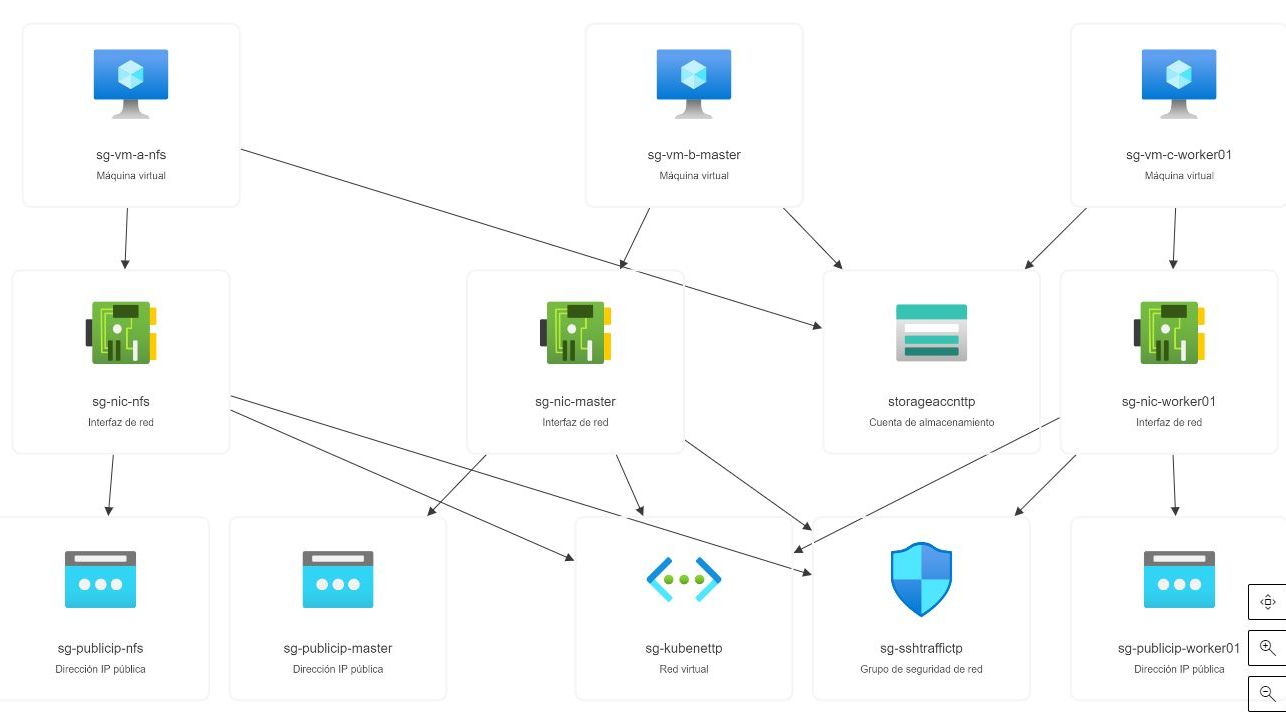 sg-vm-a-nfs
Máquina virtual
sg-vm-b-master
Máquina virtual
sg-vm-c-worker01
Máquina virtual
sg-nic-nfs
Interfaz de red
sg-nic-master
Interfaz de red
storageaccnttp
Cuenta de almacenamiento
sg-nic-worker01
Interfaz de red
sg-publicip-nfs
Dirección IP pública
sg-publicip-master
Dirección IP pública
sg-kubenettp
Red virtual
sg-sshtraffictp
Grupo de seguridad de red
sg-publicip-worker01
Dirección IP pública